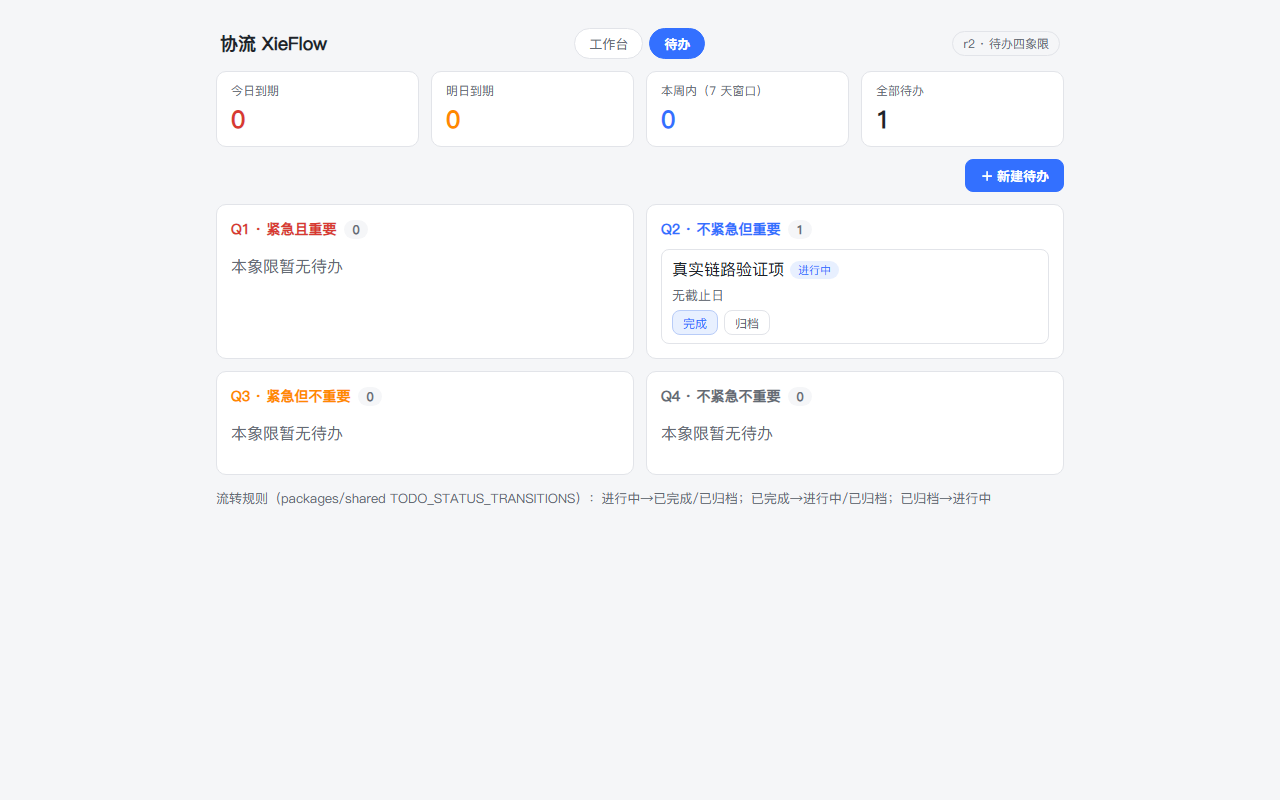 协流 XieFlow
工作台 待办
r2 · 待办四象限
今日到期
0
明日到期
0
本周内（7 天窗口）
0
全部待办
1
＋ 新建待办
Q1 · 紧急且重要 0
本象限暂无待办
Q2 · 不紧急但重要 1
真实链路验证项 进行中
无截止日
完成 归档
Q3 · 紧急但不重要 0
本象限暂无待办
Q4 · 不紧急不重要 0
本象限暂无待办
流转规则（packages/shared TODO_STATUS_TRANSITIONS）：进行中→已完成/已归档；已完成→进行中/已归档；已归档→进行中